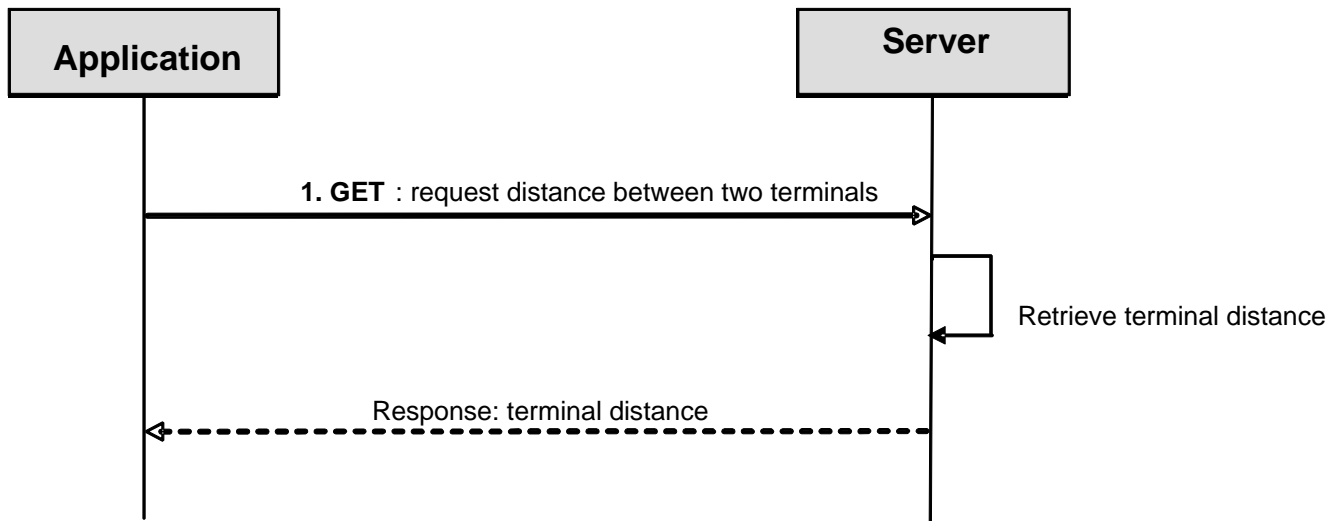 Application
Server
1. GET : request distance between two terminals
Retrieve terminal distance
Response: terminal distance